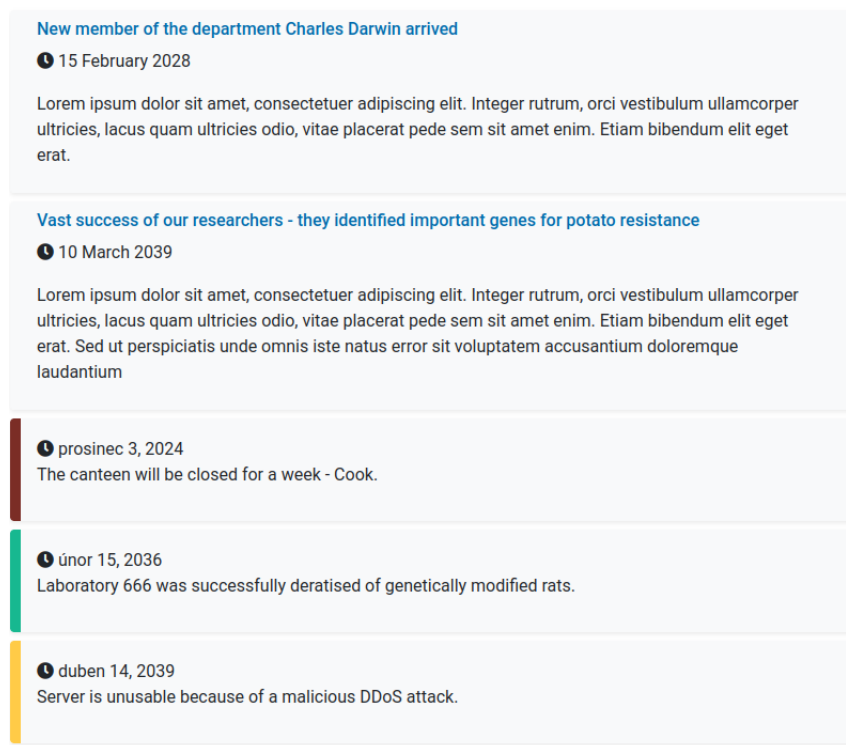 New member of the department Charles Darwin arrived
15 February 2028
Lorem ipsum dolor sit amet, consectetuer adipiscing elit. Integer rutrum, orci vestibulum ullamcorper
ultricies, lacus quam ultricies odio, vitae placerat pede sem sit amet enim. Etiam bibendum elit eget
erat.
Vast success of our researchers - they identified important genes for potato resistance
10 March 2039
Lorem ipsum dolor sit amet, consectetuer adipiscing elit. Integer rutrum, orci vestibulum ullamcorper
ultricies, lacus quam ultricies odio, vitae placerat pede sem sit amet enim. Etiam bibendum elit eget
erat. Sed ut perspiciatis unde omnis iste natus error sit voluptatem accusantium doloremque
laudantium
prosinec 3, 2024
The canteen will be closed for a week - Cook.
únor 15, 2036
Laboratory 666 was successfully deratised of genetically modified rats.
duben 14, 2039
Server is unusable because of a malicious DDoS attack.